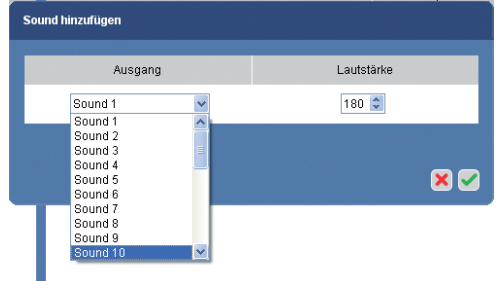 Sound hinzufügen
Ausgang Lautstärke
Sound 1 180
Sound 1
Sound 2
Sound 3
Sound 4
Sound 5
Sound 6
Sound 7
Sound 8
Sound 9
Sound 10